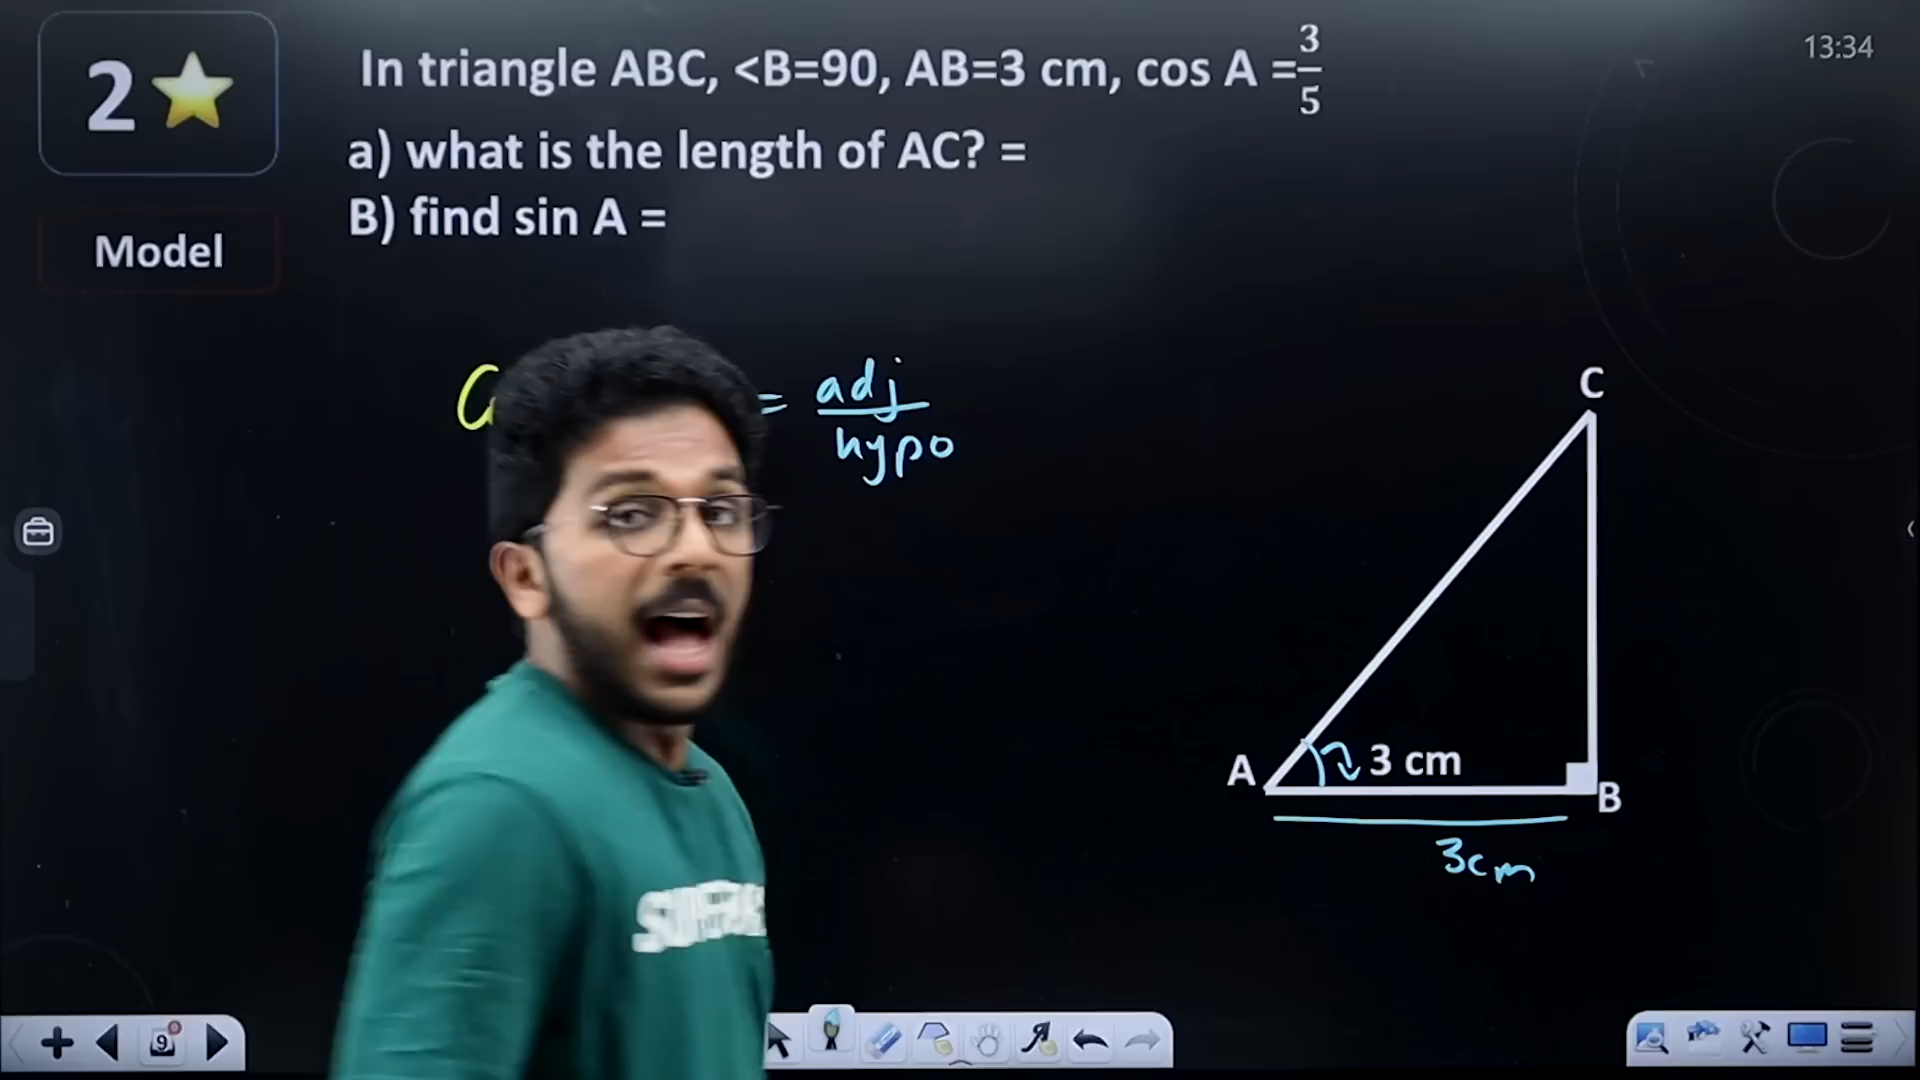 2
Model
In triangle ABC, <B=90, AB=3 cm, cos A = 3/5
a) what is the length of AC? =
B) find sin A =
13:34
= adj
hypo
C
A
3 cm
B
3cm
9